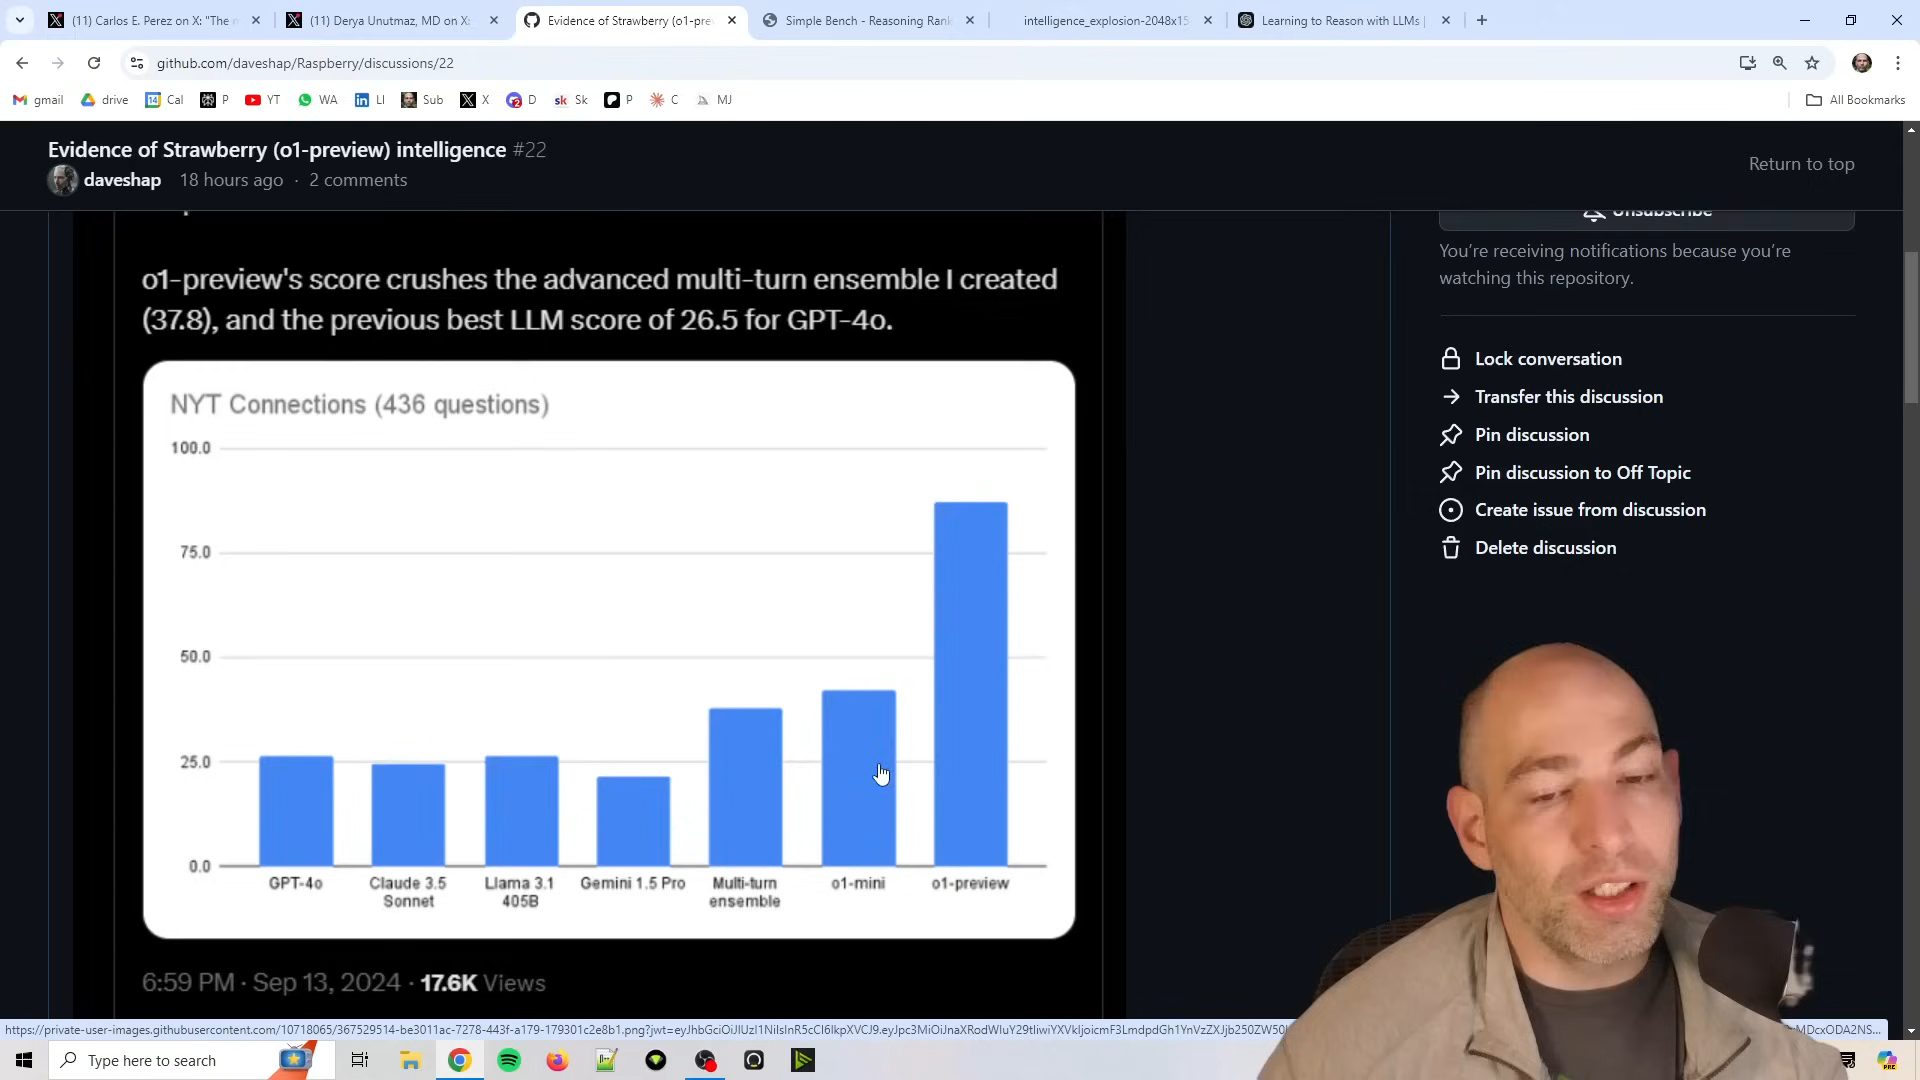 (11) Carlos E. Perez on X: "The m
(11) Derya Unutmaz, MD on X:
Evidence of Strawberry (o1-prev
Simple Bench - Reasoning Rank
intelligence_explosion-2048x15
Learning to Reason with LLMs |
github.com/daveshap/Raspberry/discussions/22
gmail
drive
Cal
P
YT
WA
LI
Sub
X
D
Sk
P
C
MJ
All Bookmarks
Evidence of Strawberry (o1-preview) intelligence #22
daveshap 18 hours ago · 2 comments
Return to top
Unsubscribe
You're receiving notifications because you're
watching this repository.
Lock conversation
Transfer this discussion
Pin discussion
Pin discussion to Off Topic
Create issue from discussion
Delete discussion
o1-preview's score crushes the advanced multi-turn ensemble I created
(37.8), and the previous best LLM score of 26.5 for GPT-4o.
NYT Connections (436 questions)
100.0
75.0
50.0
25.0
0.0
GPT-4o
Claude 3.5
Sonnet
Llama 3.1
405B
Gemini 1.5 Pro
Multi-turn
ensemble
o1-mini
o1-preview
6:59 PM · Sep 13, 2024 · 17.6K Views
Type here to search